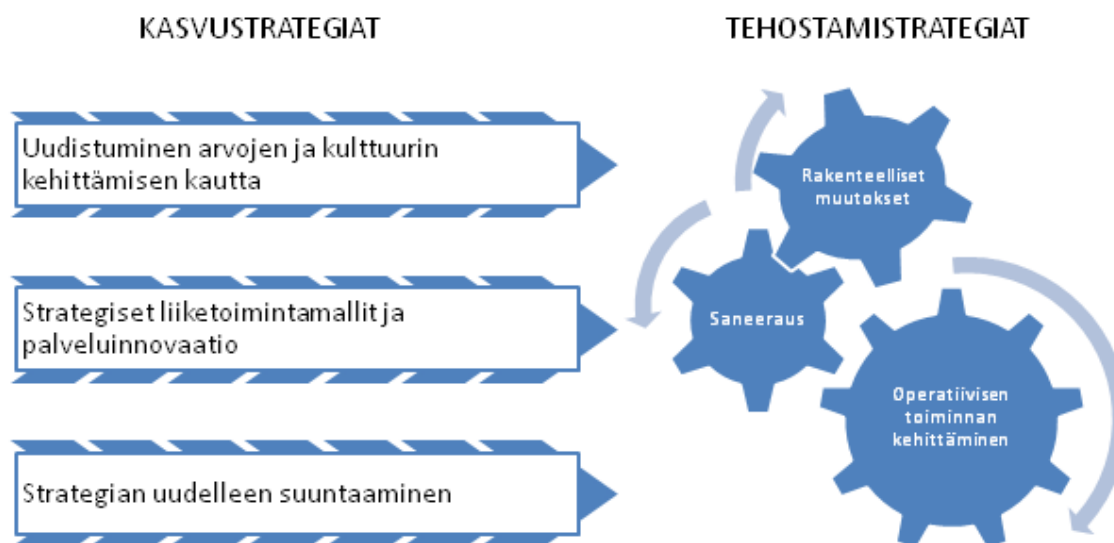 KASVUSTRATEGIAT
Uudistuminen arvojen ja kulttuurin
kehittämisen kautta
Strategiset liiketoimintamallit ja
palveluinnovaatio
Strategian uudelleen suuntaaminen
TEHOSTAMISTRATEGIAT
Rakenteelliset
muutokset
Saneeraus
Operatiivisen
toiminnan
kehittäminen